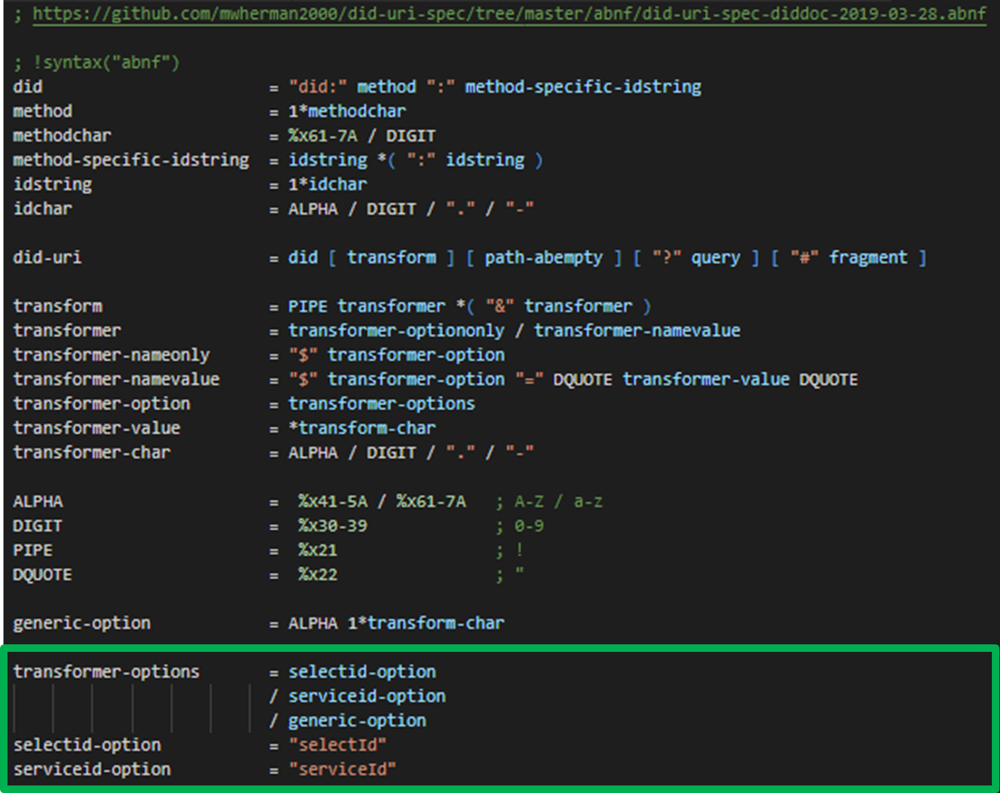 ; https://github.com/mwherman2000/did-uri-spec/tree/master/abnf/did-uri-spec-diddoc-2019-03-28.abnf
; !syntax("abnf")
did = "did:" method ":" method-specific-idstring
method = 1*methodchar
methodchar = %x61-7A / DIGIT
method-specific-idstring = idstring *( ":" idstring )
idstring = 1*idchar
idchar = ALPHA / DIGIT / "." / "-"
did-uri = did [ transform ] [ path-abempty ] [ "?" query ] [ "#" fragment ]
transform = PIPE transformer *( "&" transformer )
transformer = transformer-optiononly / transformer-namevalue
transformer-nameonly = "$" transformer-option
transformer-namevalue = "$" transformer-option "=" DQUOTE transformer-value DQUOTE
transformer-option = transformer-options
transformer-value = *transform-char
transformer-char = ALPHA / DIGIT / "." / "-"
ALPHA = %x41-5A / %x61-7A ; A-Z / a-z
DIGIT = %x30-39 ; 0-9
PIPE = %x21 ; !
DQUOTE = %x22 ; "
generic-option = ALPHA 1*transform-char
transformer-options = selectid-option
/ serviceid-option
/ generic-option
selectid-option = "selectId"
serviceid-option = "serviceId"